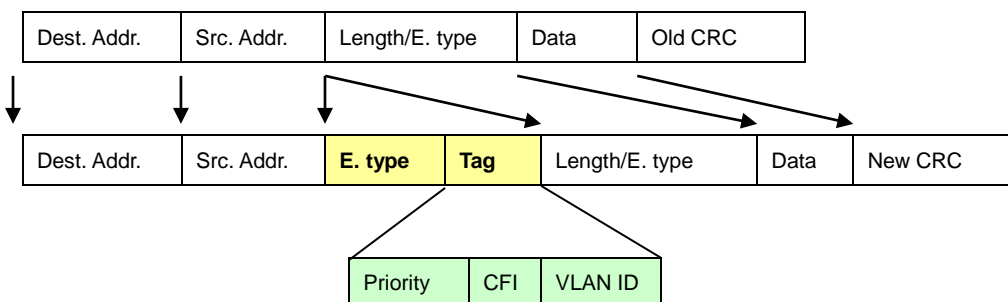 Dest. Addr. Src. Addr. Length/E. type Data Old CRC
Dest. Addr. Src. Addr. E. type Tag Length/E. type Data New CRC
Priority CFI VLAN ID